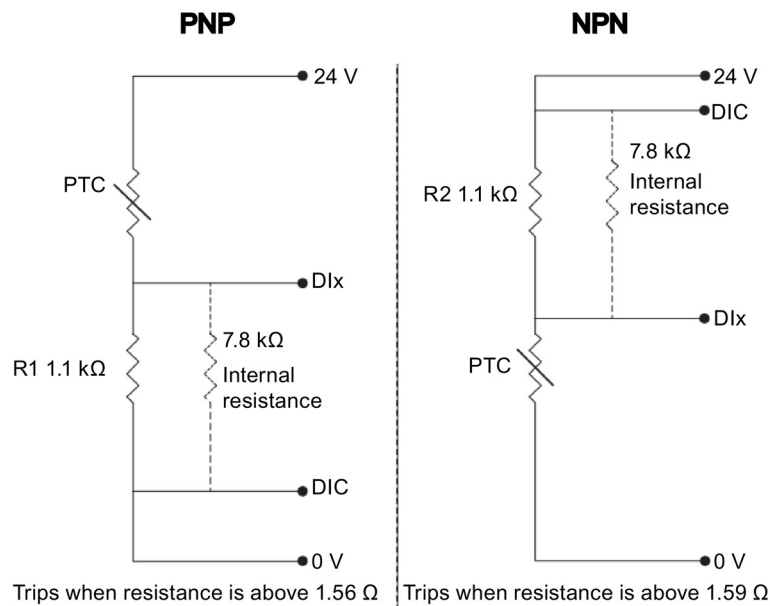 PNP
24 V
PTC
DIx
R1 1.1 kΩ
7.8 kΩ
Internal
resistance
DIC
0 V
Trips when resistance is above 1.56 Ω
NPN
24 V
DIC
7.8 kΩ
Internal
resistance
R2 1.1 kΩ
DIx
PTC
0 V
Trips when resistance is above 1.59 Ω